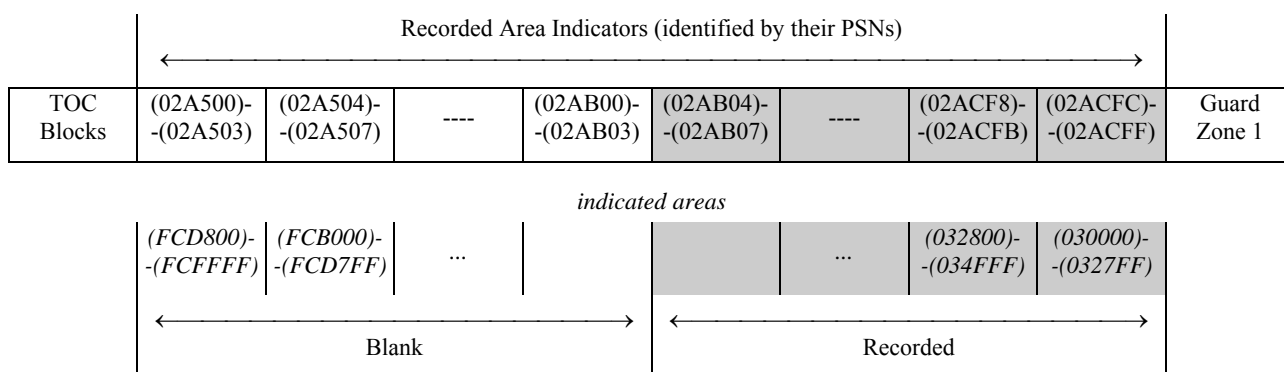 Recorded Area Indicators (identified by their PSNs)
TOC Blocks (02A500)- -(02A503) (02A504)- -(02A507) ---- (02AB00)- -(02AB03) (02AB04)- -(02AB07) ---- (02ACF8)- -(02ACFB) (02ACFC)- -(02ACFF) Guard Zone 1
indicated areas
(FCD800)- -(FCFFFF) (FCB000)- -(FCD7FF) ... ... (032800)- -(034FFF) (030000)- -(0327FF)
Blank Recorded